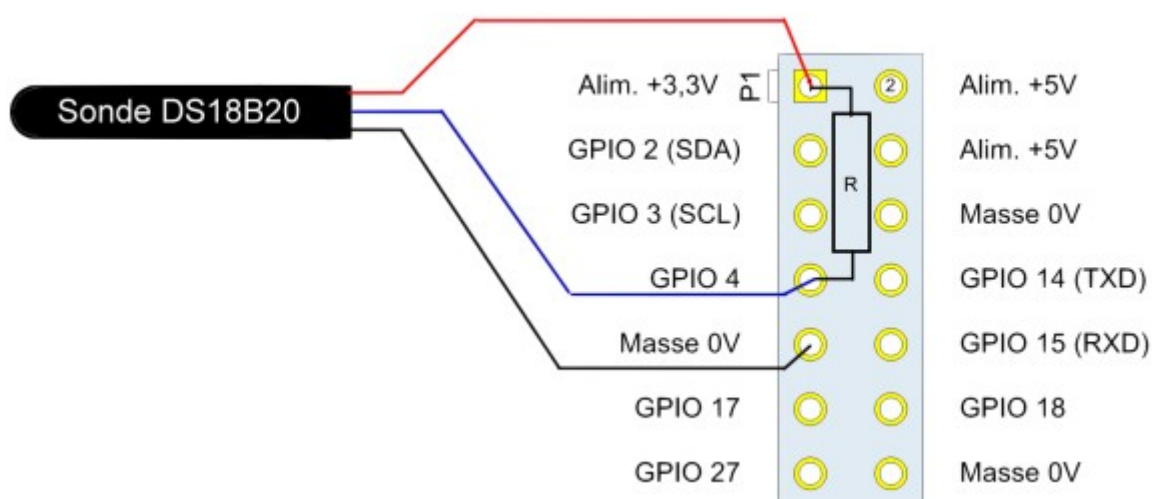 Sonde DS18B20
P1
Alim. +3,3V
2
Alim. +5V
GPIO 2 (SDA)
Alim. +5V
R
GPIO 3 (SCL)
Masse 0V
GPIO 4
GPIO 14 (TXD)
Masse 0V
GPIO 15 (RXD)
GPIO 17
GPIO 18
GPIO 27
Masse 0V